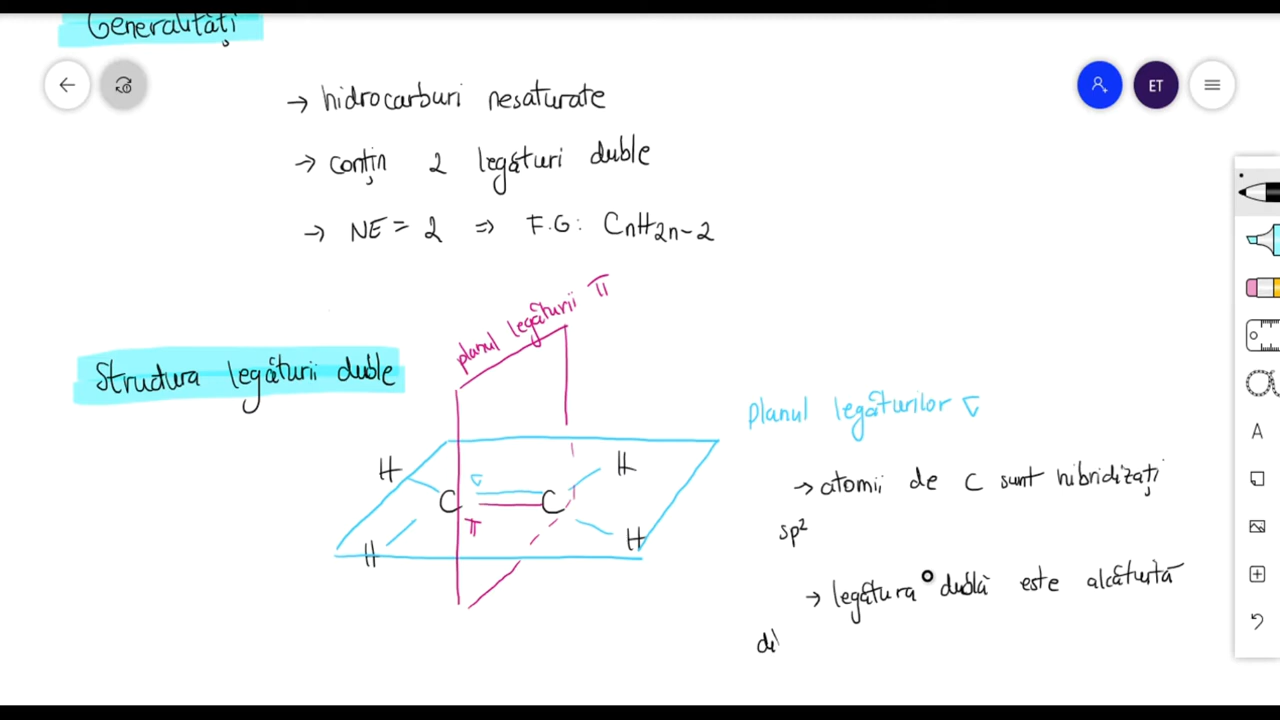 Generalități
→ hidrocarburi nesaturate
→ conțin 2 legături duble
→ NE = 2 ⇒ F.G: CnH2n-2
planul legăturii π
Structura legăturii duble
planul legăturilor σ
H H
σ
C C
π
H H
→ atomii de C sunt hibridizați
sp²
→ legătura dublă este alcătuită
di
ET
A